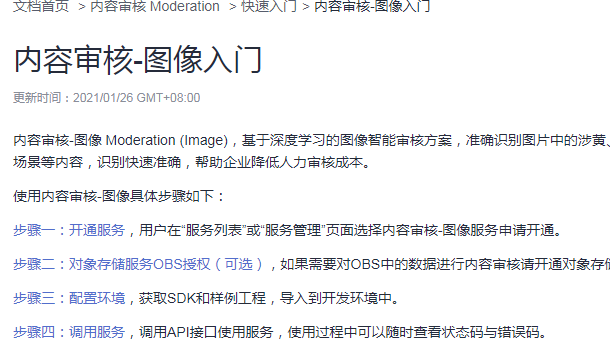 文档首页 > 内容审核 Moderation > 快速入门 > 内容审核-图像入门
内容审核-图像入门
更新时间：2021/01/26 GMT+08:00
内容审核-图像 Moderation (Image)，基于深度学习的图像智能审核方案，准确识别图片中的涉黄、
场景等内容，识别快速准确，帮助企业降低人力审核成本。
使用内容审核-图像具体步骤如下：
步骤一：开通服务，用户在“服务列表”或“服务管理”页面选择内容审核-图像服务申请开通。
步骤二：对象存储服务OBS授权（可选），如果需要对OBS中的数据进行内容审核请开通对象存储
步骤三：配置环境，获取SDK和样例工程，导入到开发环境中。
步骤四：调用服务，调用API接口使用服务，使用过程中可以随时查看状态码与错误码。